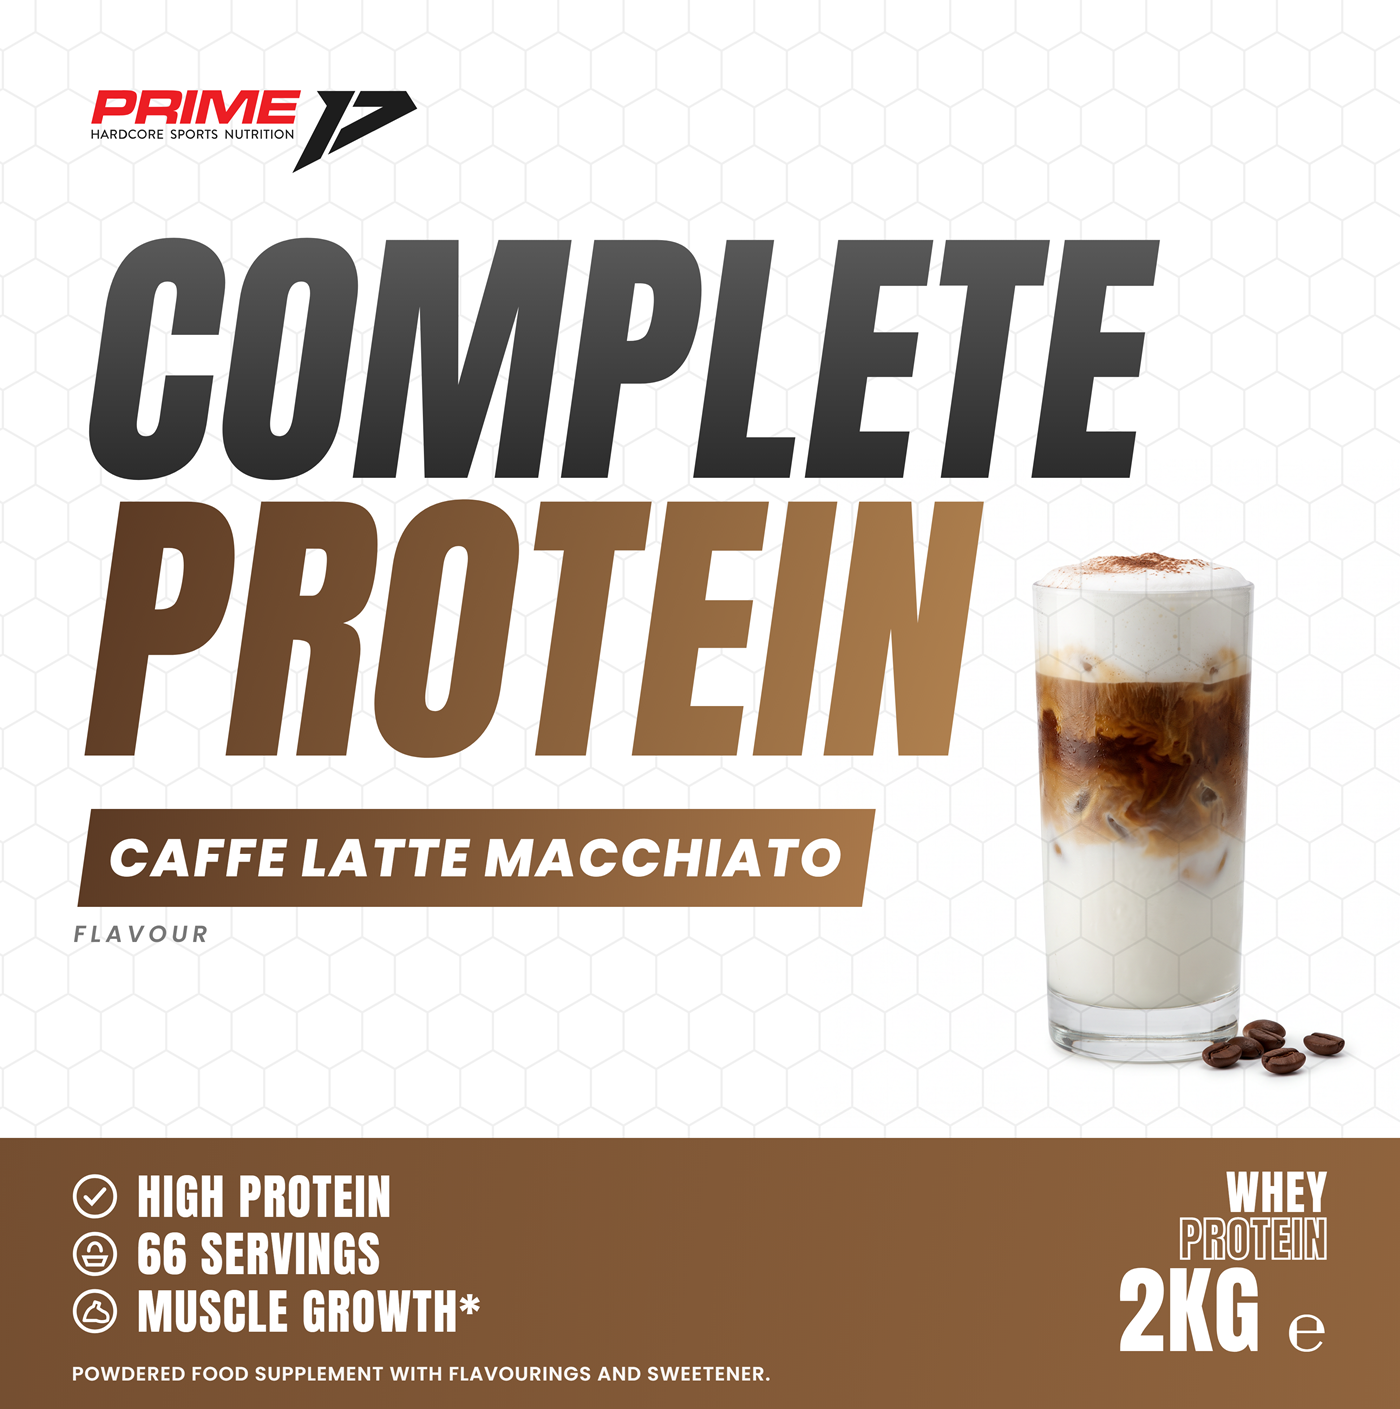 PRIME
HARDCORE SPORTS NUTRITION
COMPLETE
PROTEIN
CAFFE LATTE MACCHIATO
FLAVOUR
HIGH PROTEIN
66 SERVINGS
MUSCLE GROWTH*
POWDERED FOOD SUPPLEMENT WITH FLAVOURINGS AND SWEETENER.
WHEY
PROTEIN
2KG ℮